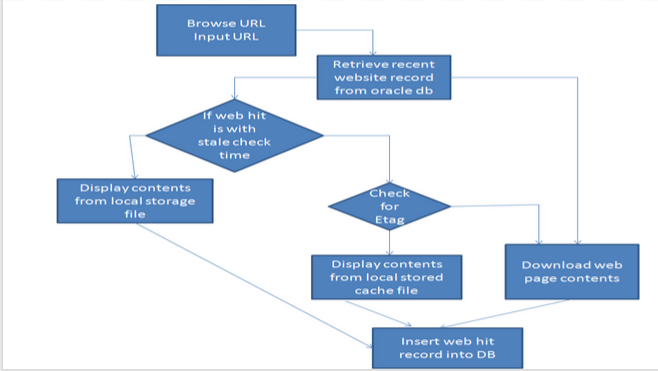 Browse URL
Input URL
Retrieve recent
website record
from oracle db
If web hit
is with
stale check
time
Display contents
from local storage
file
Check
for
Etag
Display contents
from local stored
cache file
Download web
page contents
Insert web hit
record into DB